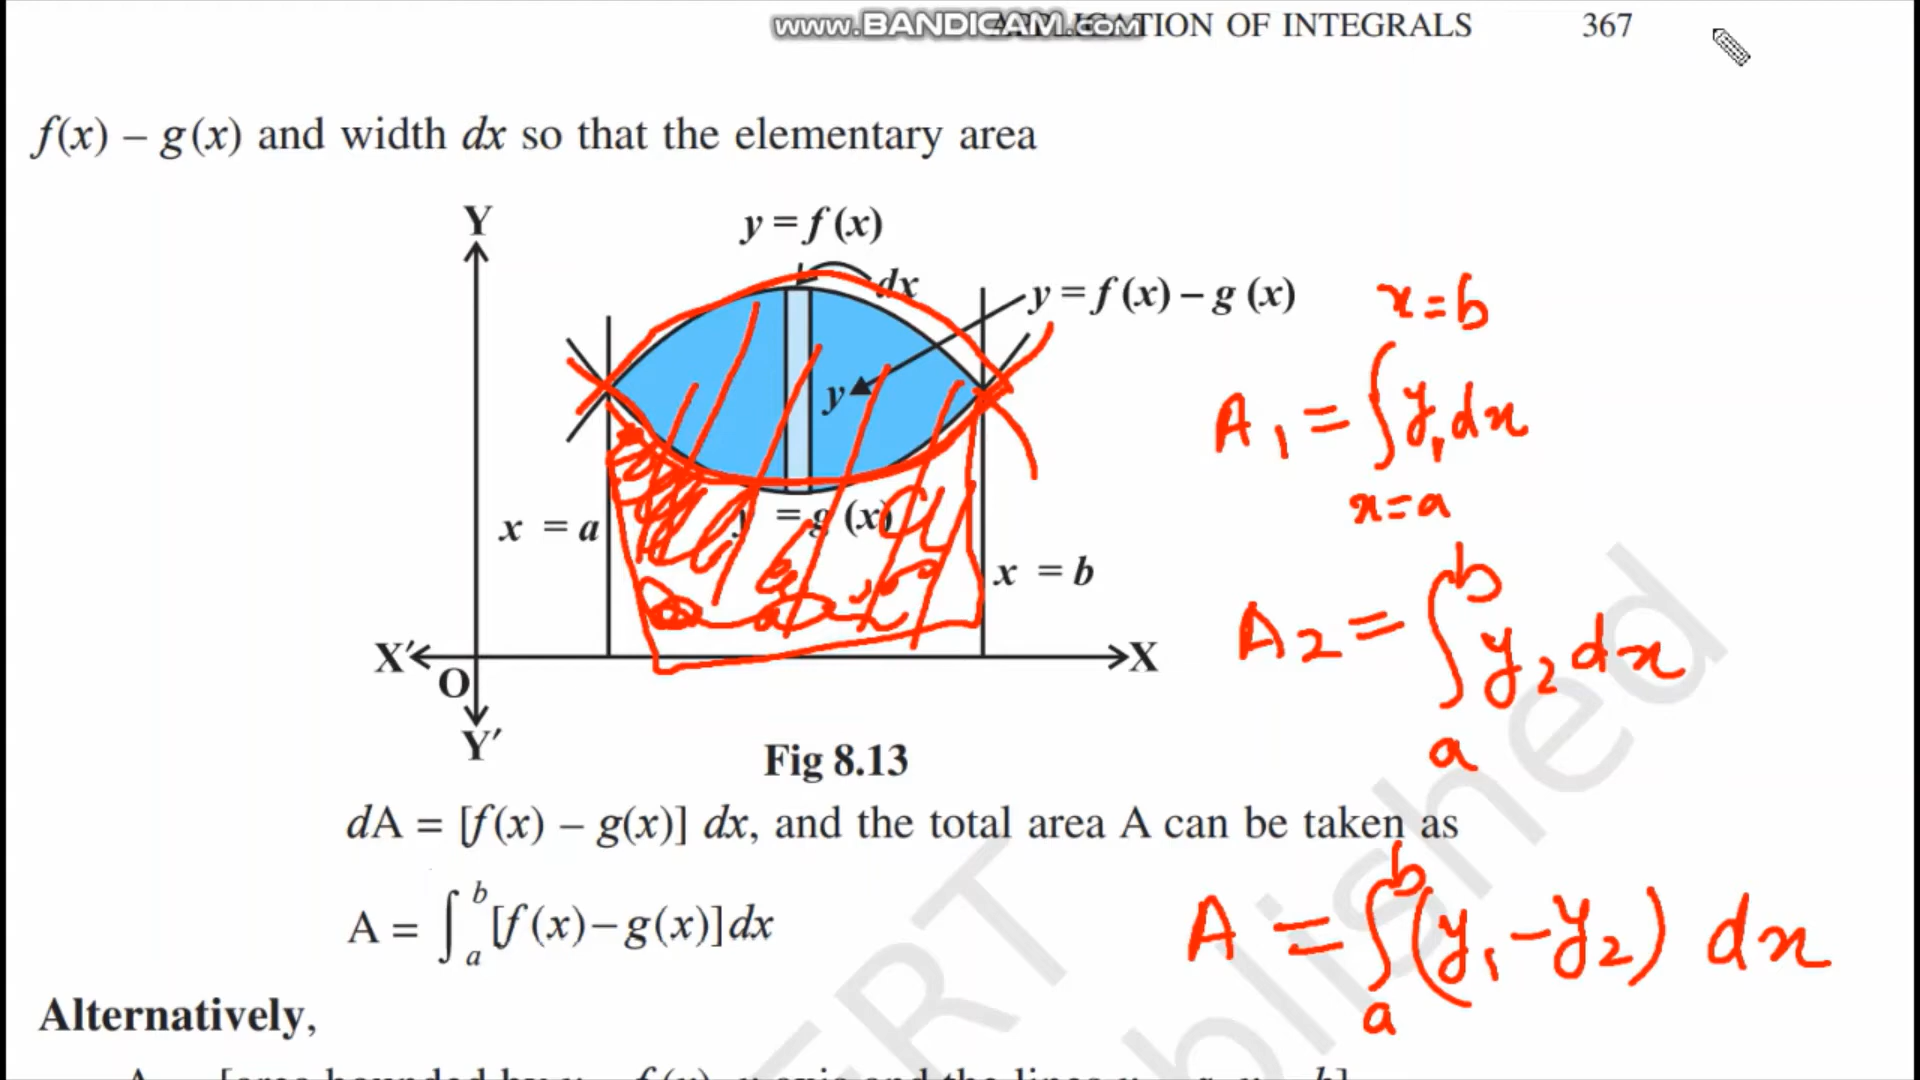 www.BANDICAM.com
APPLICATION OF INTEGRALS 367
f(x) – g(x) and width dx so that the elementary area
Y
y = f (x)
dx
y = f (x) – g (x)
x = b
y
A₁ = ∫ y₁ dx
x = a
y = g (x)
x = a
x = b
b
A₂ = ∫ y₂ dx
a
X′ X
O
Y′
Fig 8.13
dA = [f(x) – g(x)] dx, and the total area A can be taken as
b
A = ∫ₐᵇ [f (x) – g(x)] dx
A = ∫ (y₁ – y₂) dx
a
Alternatively,